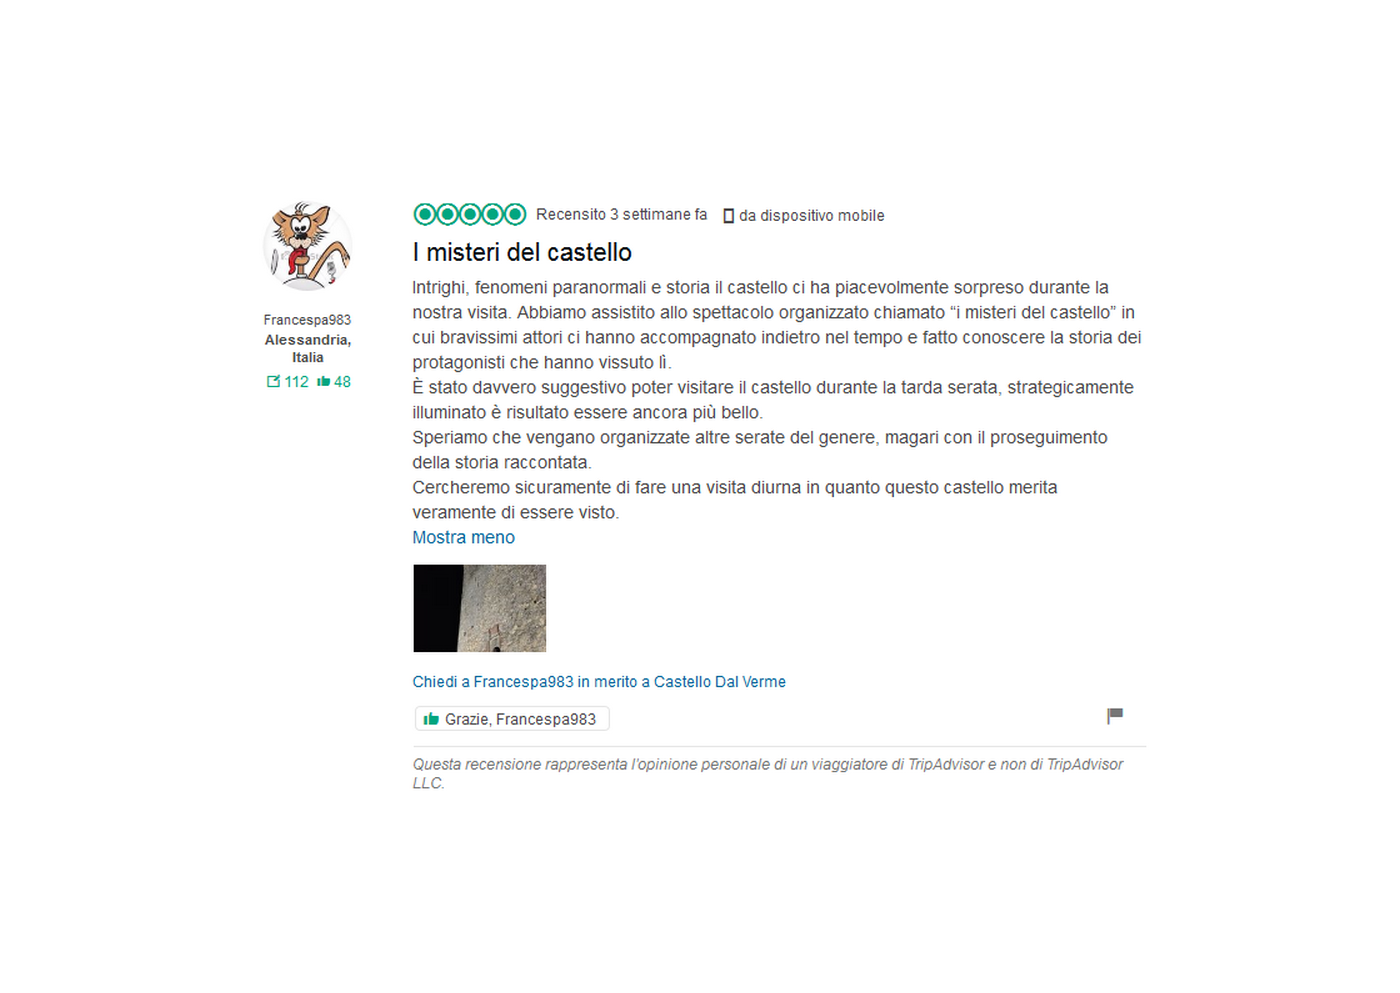 Recensito 3 settimane fa da dispositivo mobile
I misteri del castello
Intrighi, fenomeni paranormali e storia il castello ci ha piacevolmente sorpreso durante la
nostra visita. Abbiamo assistito allo spettacolo organizzato chiamato “i misteri del castello” in
cui bravissimi attori ci hanno accompagnato indietro nel tempo e fatto conoscere la storia dei
protagonisti che hanno vissuto lì.
È stato davvero suggestivo poter visitare il castello durante la tarda serata, strategicamente
illuminato è risultato essere ancora più bello.
Speriamo che vengano organizzate altre serate del genere, magari con il proseguimento
della storia raccontata.
Cercheremo sicuramente di fare una visita diurna in quanto questo castello merita
veramente di essere visto.
Mostra meno
Francespa983
Alessandria,
Italia
112 48
Chiedi a Francespa983 in merito a Castello Dal Verme
Grazie, Francespa983
Questa recensione rappresenta l'opinione personale di un viaggiatore di TripAdvisor e non di TripAdvisor
LLC.